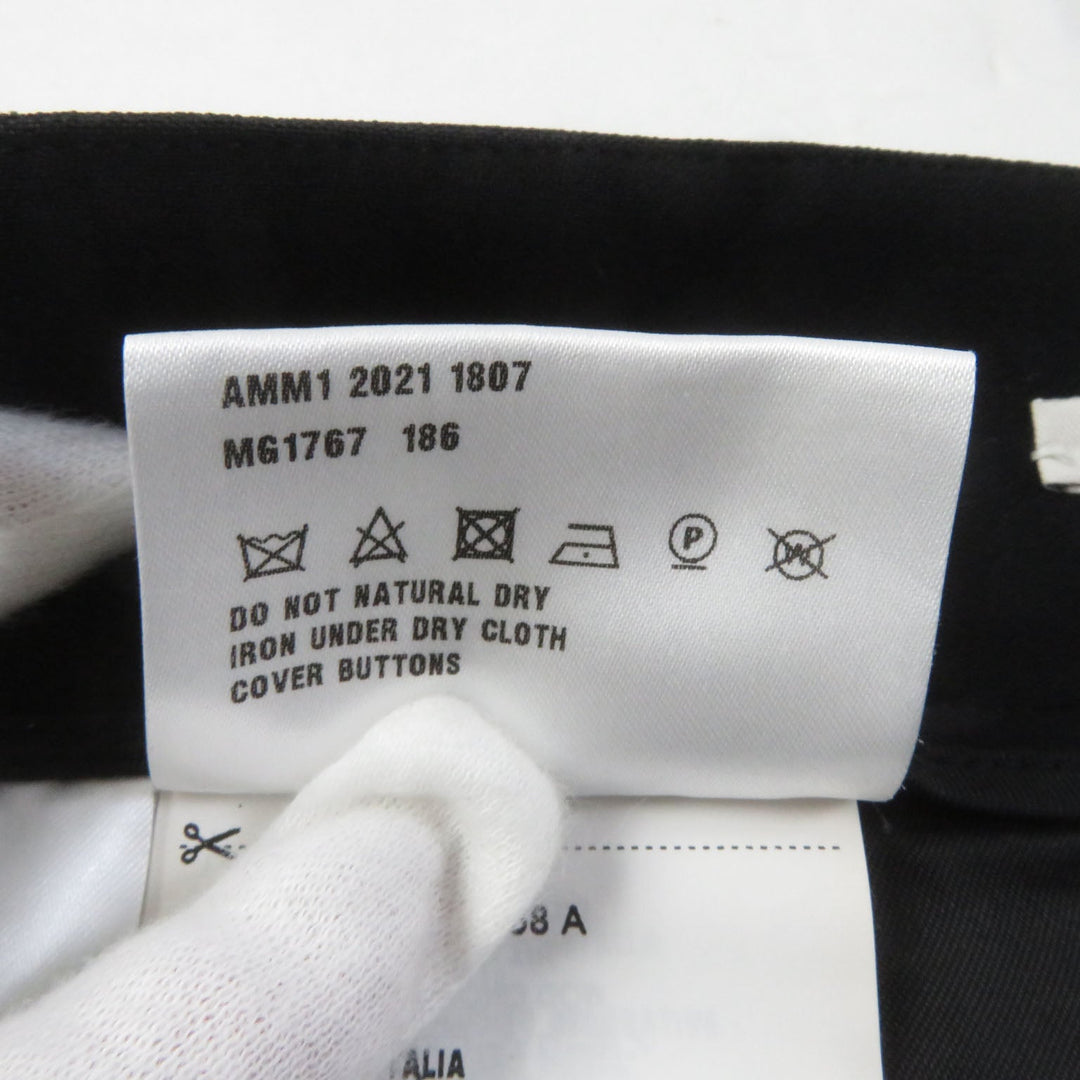 AMM1 2021 1807
MG1767 186
P
W
DO NOT NATURAL DRY
IRON UNDER DRY CLOTH
COVER BUTTONS
A